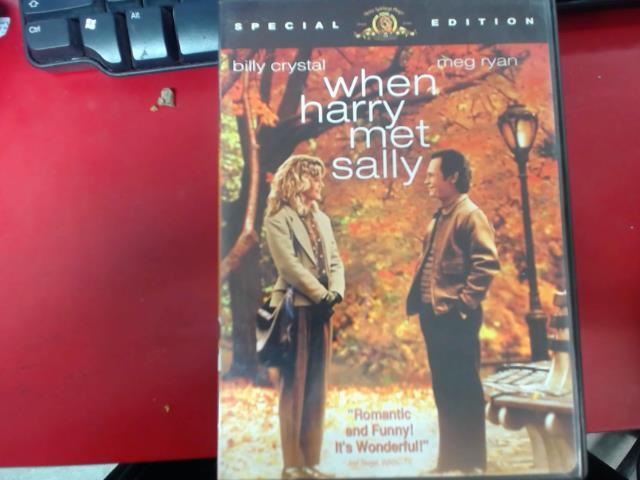 Ctrl
Alt
SPECIAL EDITION
billy crystal
meg ryan
when
harry
met
sally
"Romantic
and Funny!
It's Wonderful!"